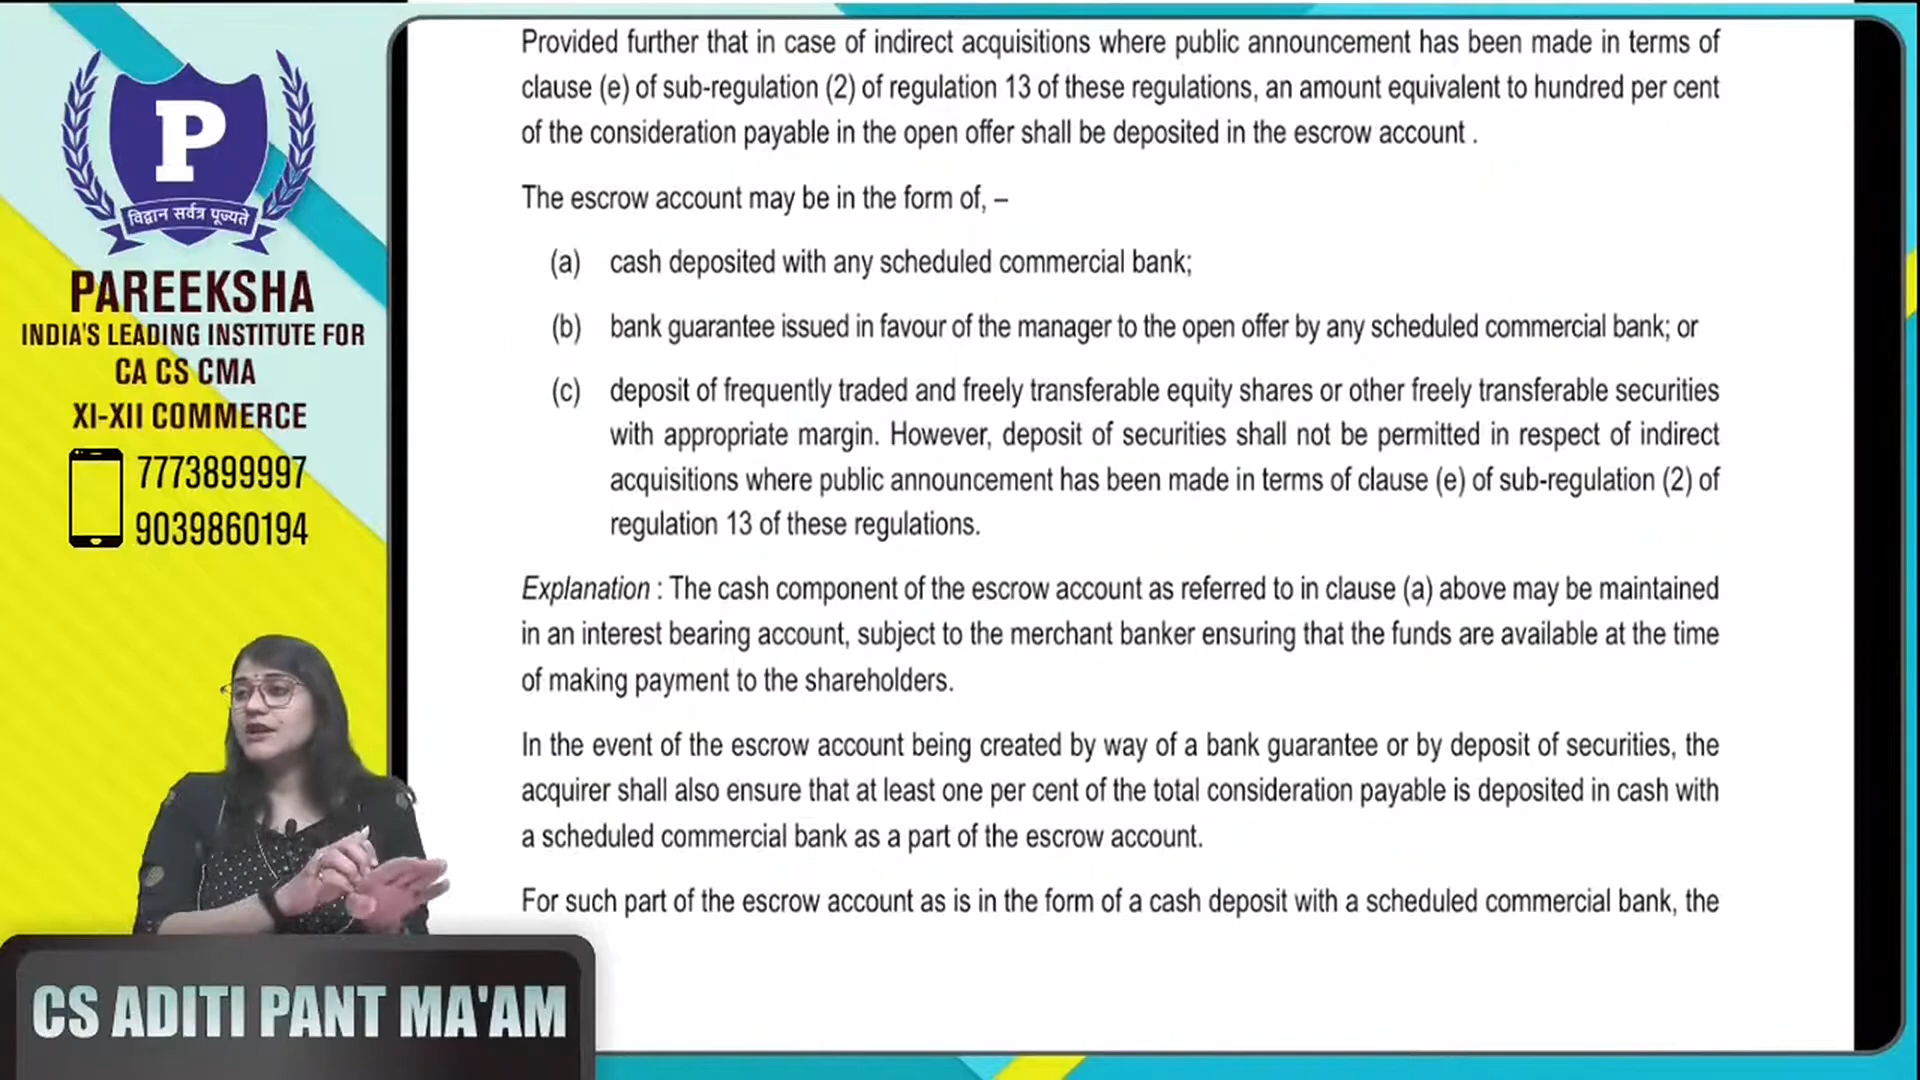 P
विद्वान सर्वत्र पूज्यते
PAREEKSHA
INDIA'S LEADING INSTITUTE FOR
CA CS CMA
XI-XII COMMERCE
7773899997
9039860194
Provided further that in case of indirect acquisitions where public announcement has been made in terms of
clause (e) of sub-regulation (2) of regulation 13 of these regulations, an amount equivalent to hundred per cent
of the consideration payable in the open offer shall be deposited in the escrow account .
The escrow account may be in the form of, –
(a) cash deposited with any scheduled commercial bank;
(b) bank guarantee issued in favour of the manager to the open offer by any scheduled commercial bank; or
(c) deposit of frequently traded and freely transferable equity shares or other freely transferable securities
with appropriate margin. However, deposit of securities shall not be permitted in respect of indirect
acquisitions where public announcement has been made in terms of clause (e) of sub-regulation (2) of
regulation 13 of these regulations.
Explanation : The cash component of the escrow account as referred to in clause (a) above may be maintained
in an interest bearing account, subject to the merchant banker ensuring that the funds are available at the time
of making payment to the shareholders.
In the event of the escrow account being created by way of a bank guarantee or by deposit of securities, the
acquirer shall also ensure that at least one per cent of the total consideration payable is deposited in cash with
a scheduled commercial bank as a part of the escrow account.
For such part of the escrow account as is in the form of a cash deposit with a scheduled commercial bank, the
CS ADITI PANT MA'AM